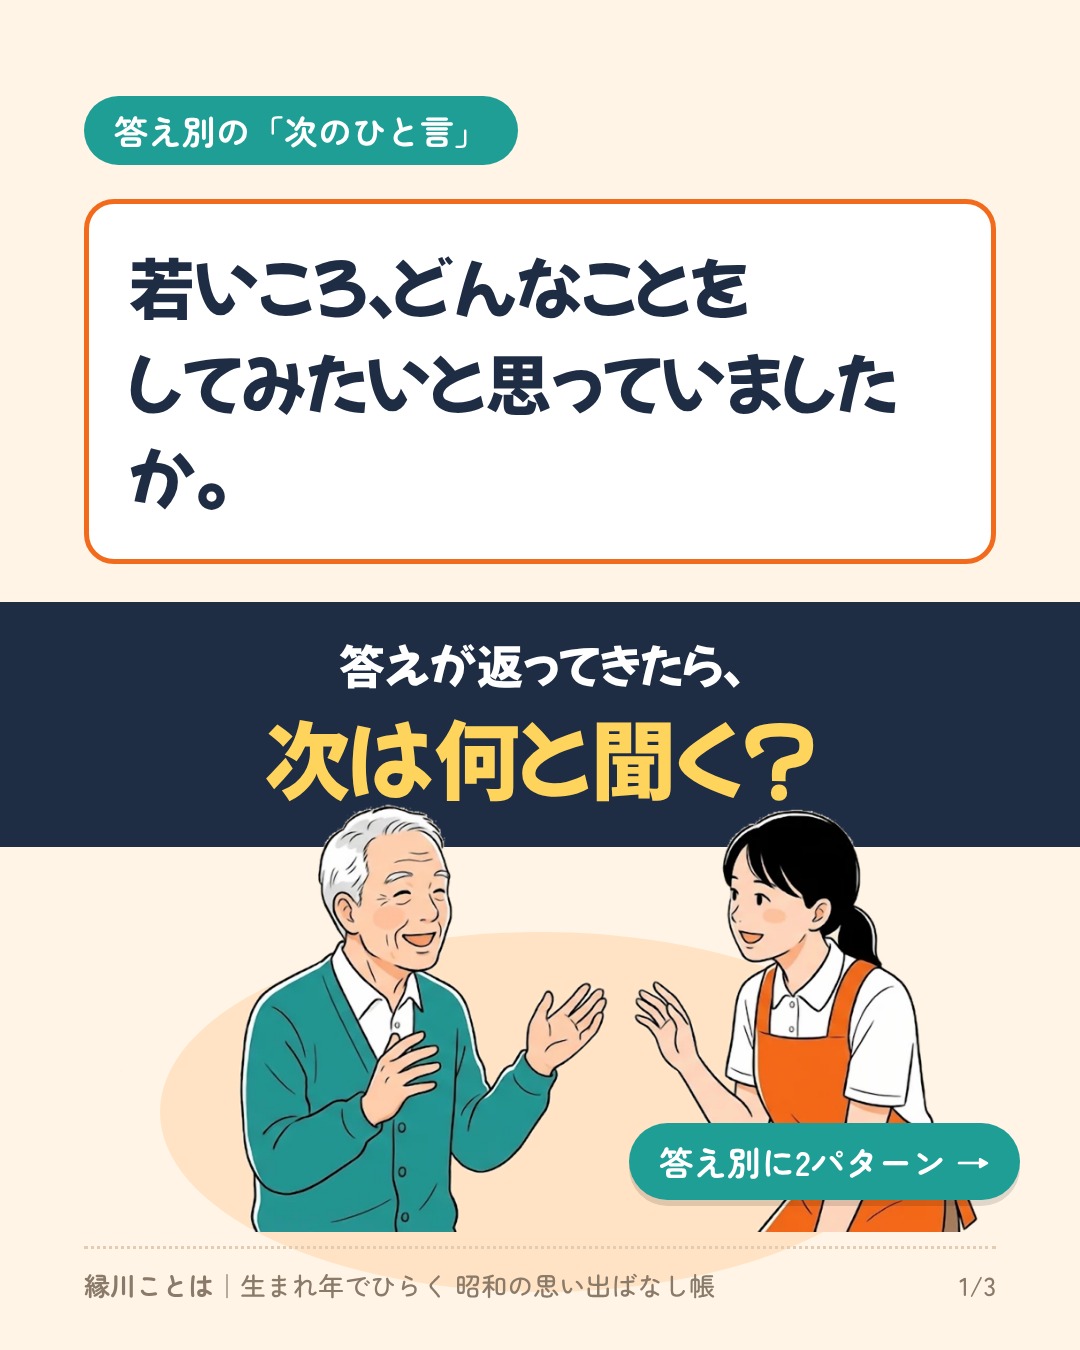 答え別の「次のひと言」
若いころ、どんなことを
してみたいと思っていました
か。
答えが返ってきたら、
次は何と聞く？
答え別に2パターン →
縁川ことは｜生まれ年でひらく 昭和の思い出ばなし帳
1/3